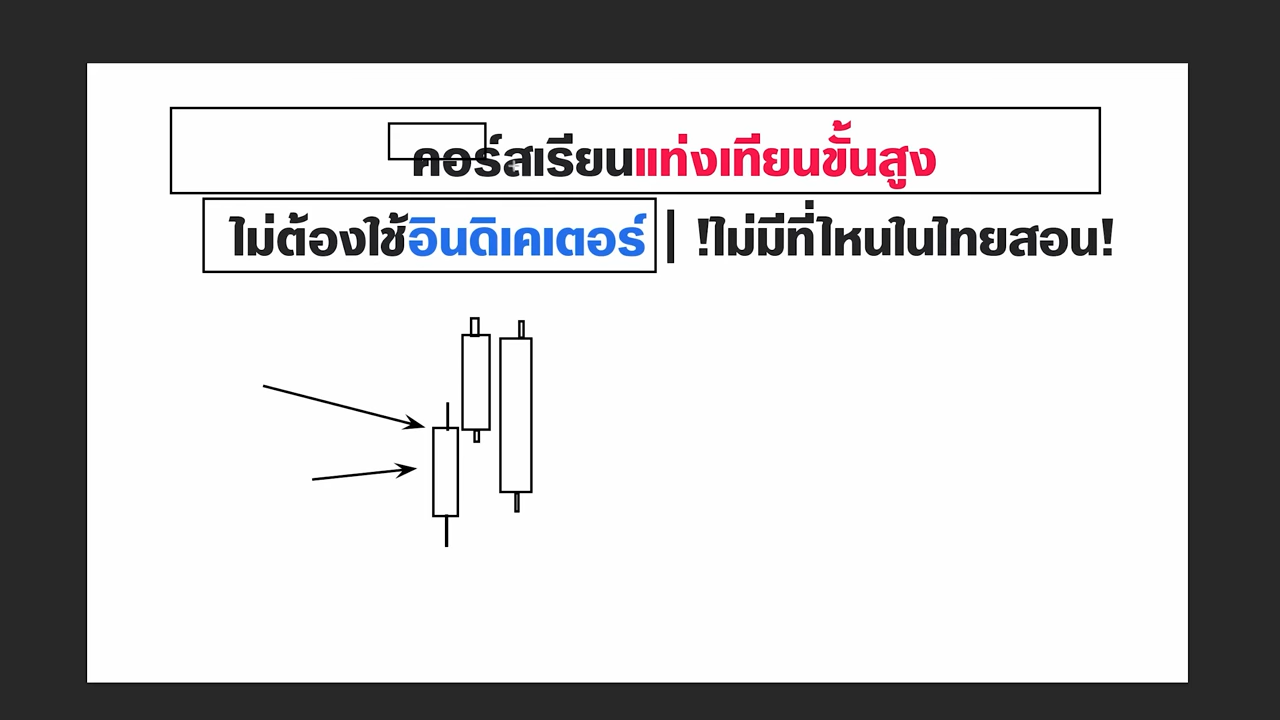 คอร์สเรียนแท่งเทียนขั้นสูง
ไม่ต้องใช้อินดิเคเตอร์ | !ไม่มีที่ไหนในไทยสอน!